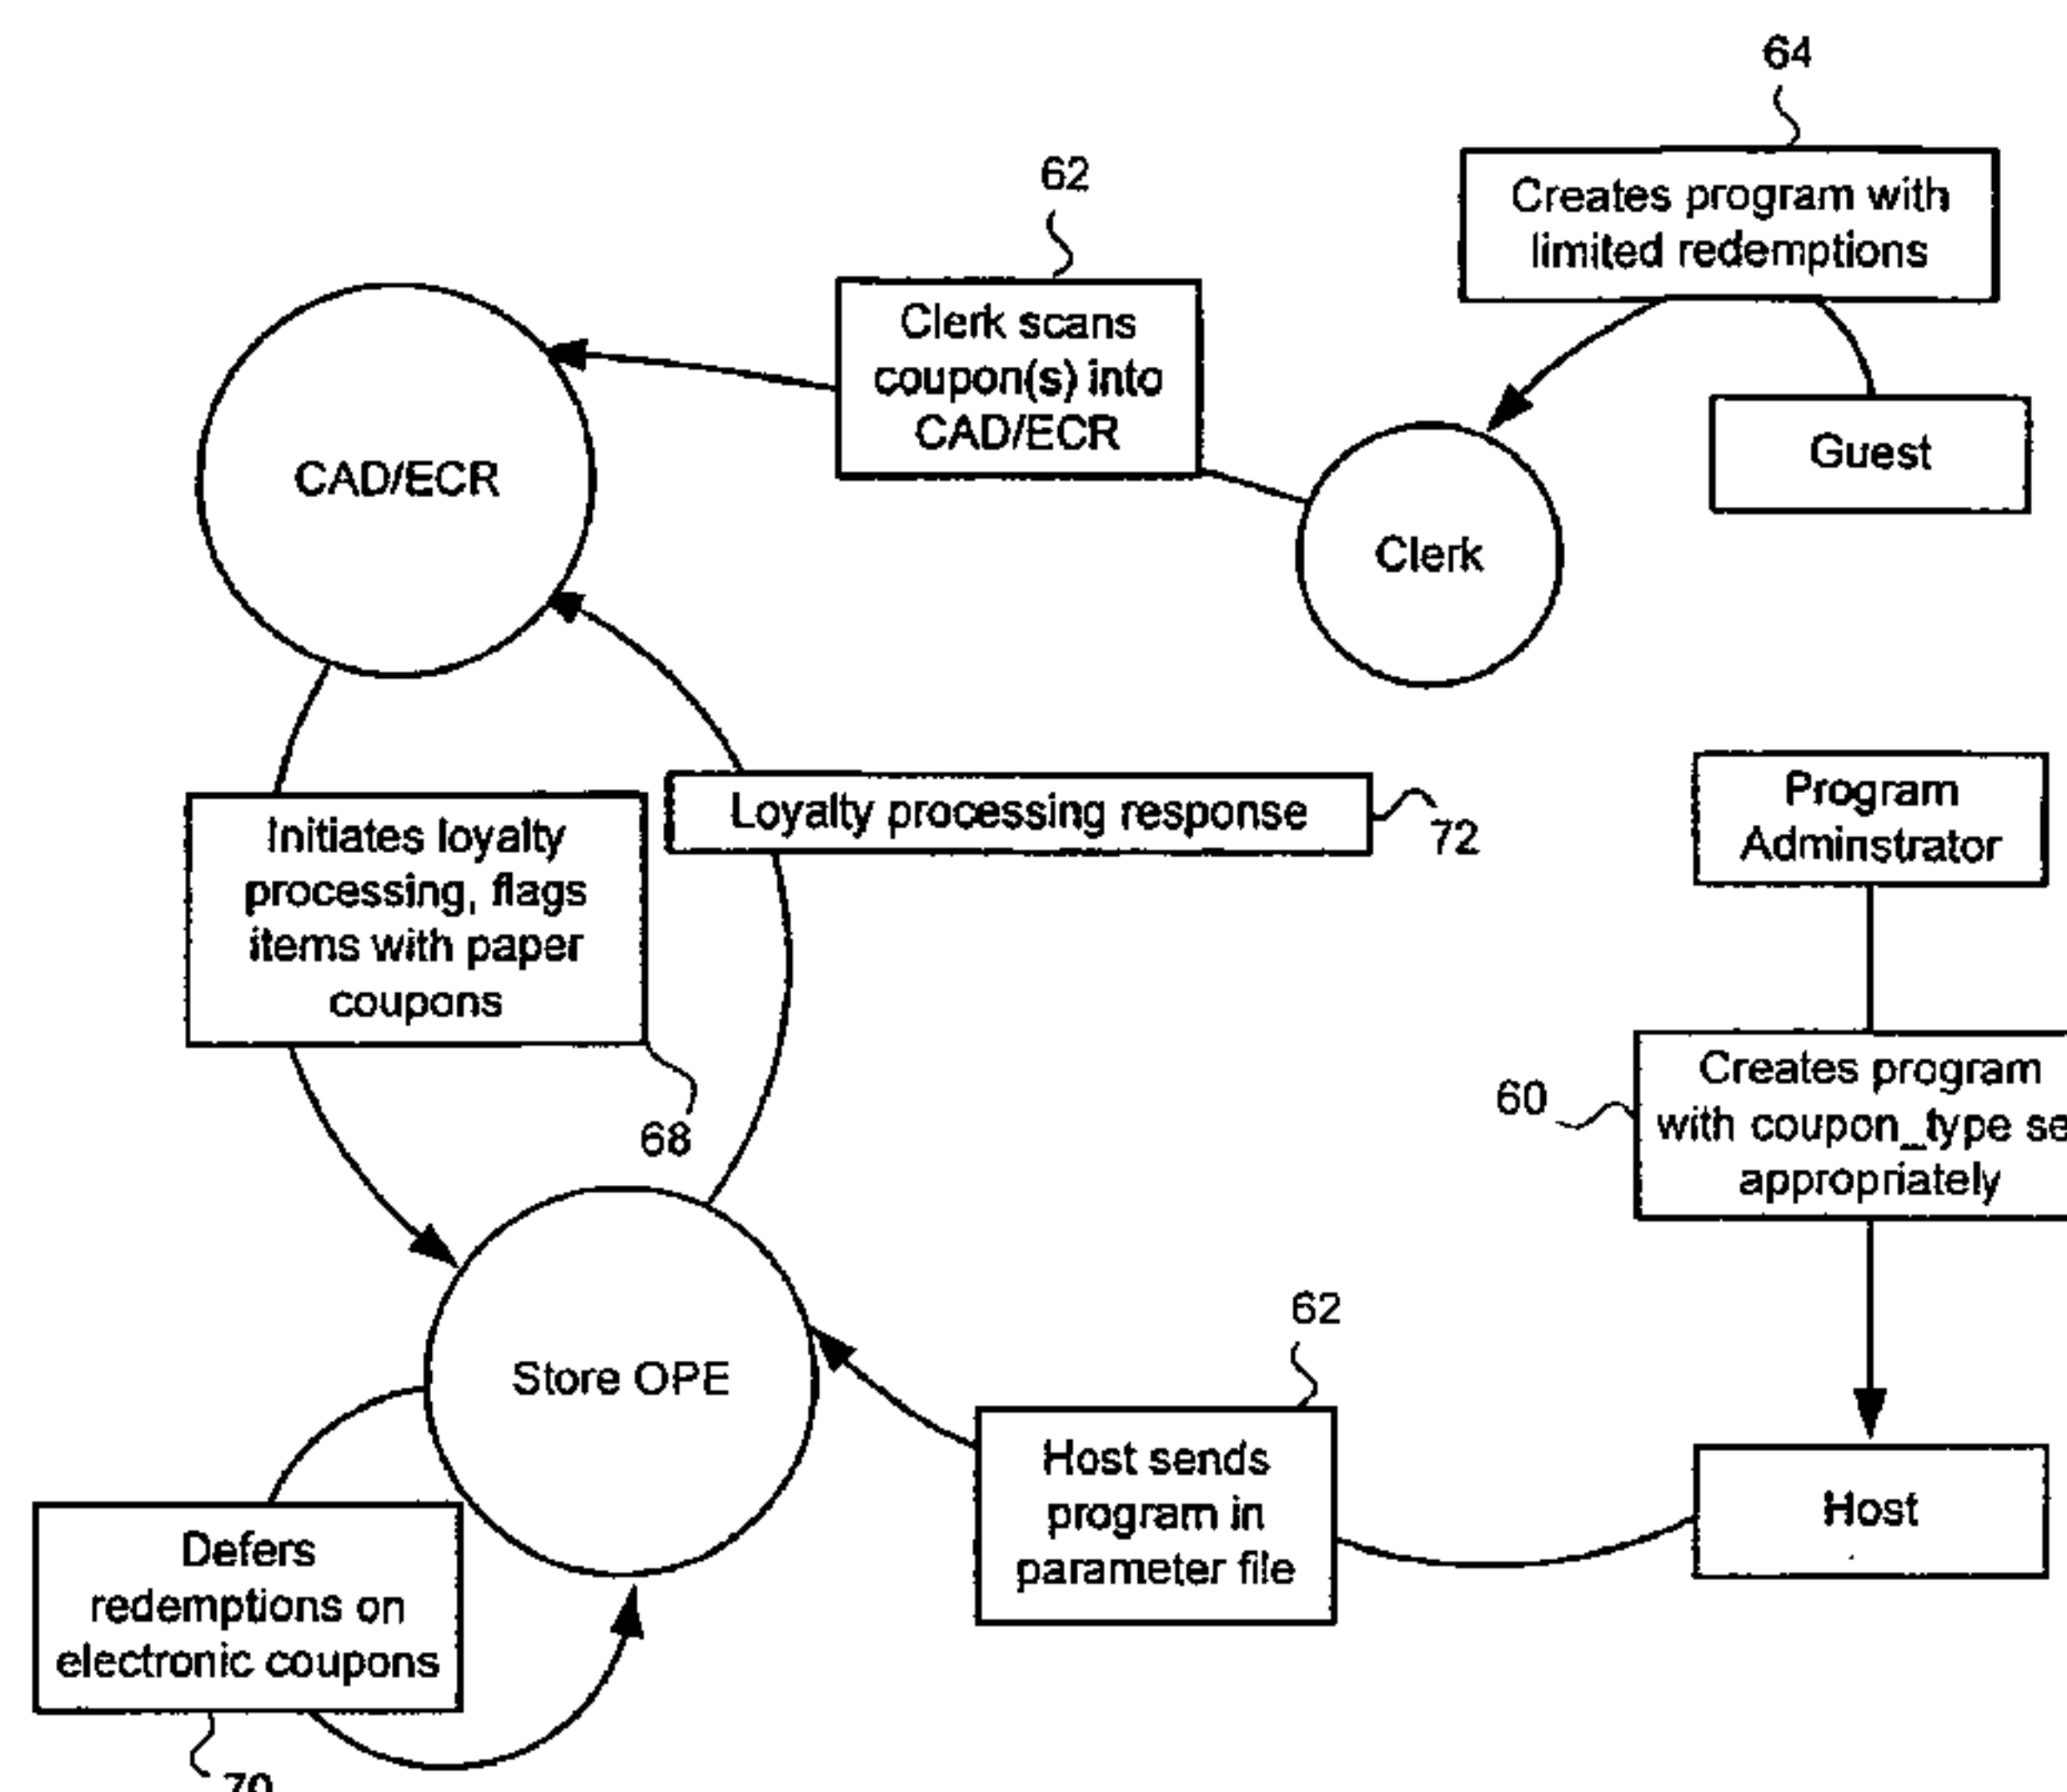 64
Creates program with
limited redemptions
62
Clerk scans
coupon(s) into
CAD/ECR
CAD/ECR
Guest
Clerk
Program
Adminstrator
Loyalty processing response
72
Initiates loyalty
processing, flags
items with paper
coupons
68
60
Creates program
with coupon_type
appropriately
62
Store OPE
Host sends
program in
parameter file
Host
Defers
redemptions on
electronic coupons
70